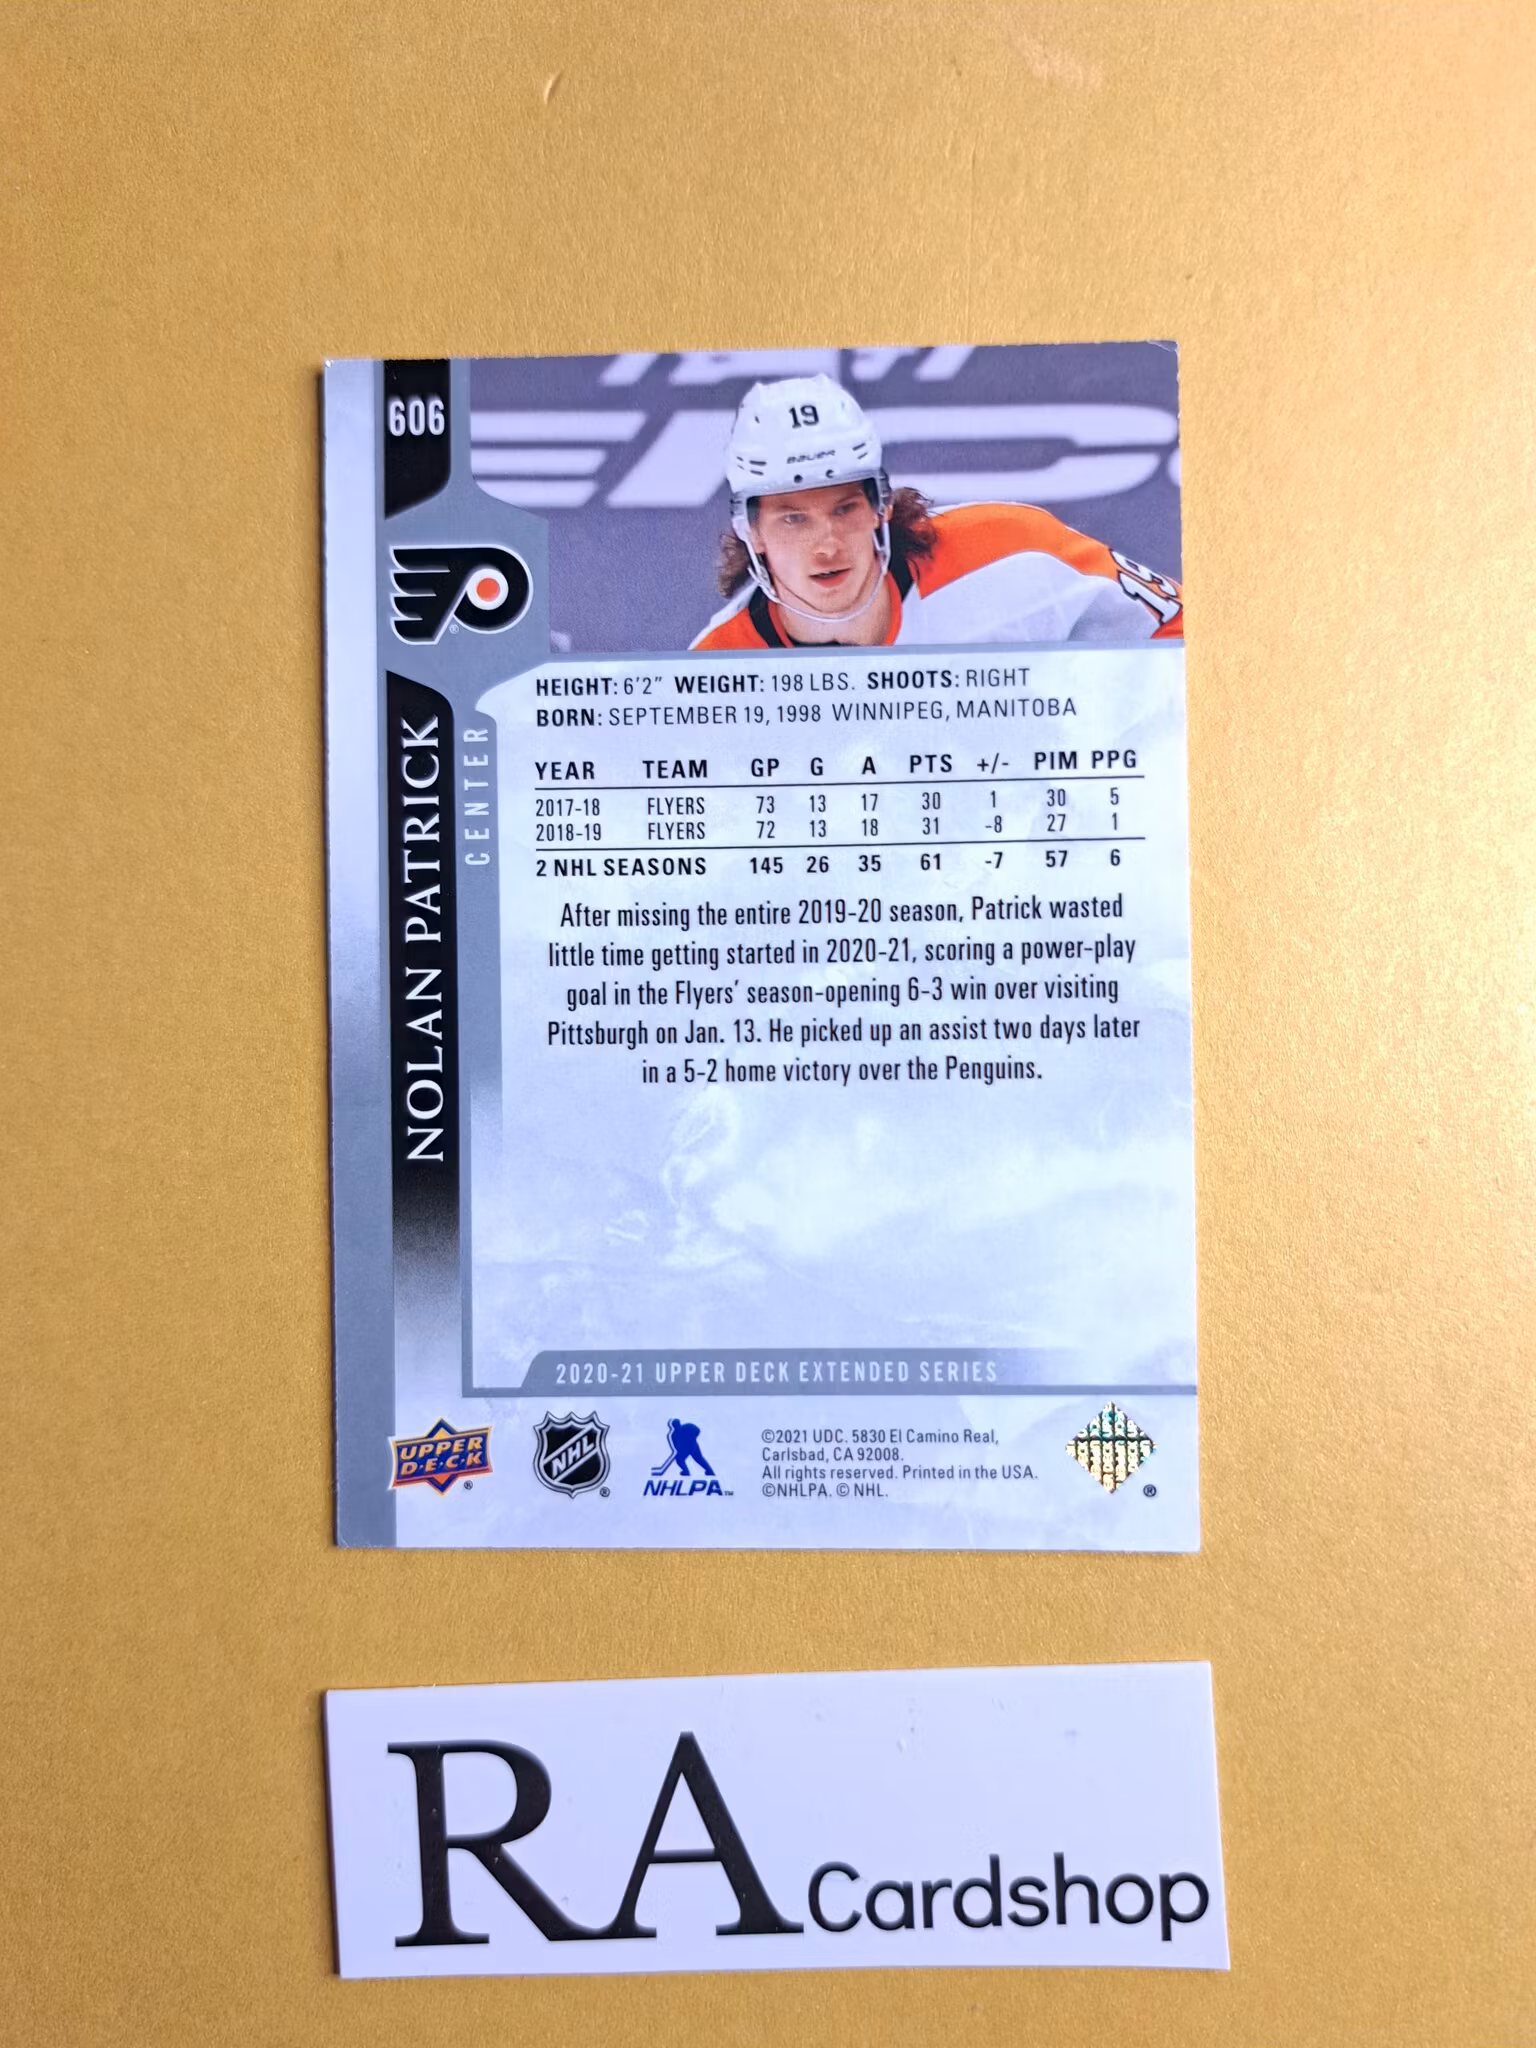 606
19
BAUER
19
HEIGHT: 6'2" WEIGHT: 198 LBS. SHOOTS: RIGHT
BORN: SEPTEMBER 19, 1998 WINNIPEG, MANITOBA
NOLAN PATRICK
CENTER
YEAR TEAM GP G A PTS +/- PIM PPG
2017-18 FLYERS 73 13 17 30 1 30 5
2018-19 FLYERS 72 13 18 31 -8 27 1
2 NHL SEASONS 145 26 35 61 -7 57 6
After missing the entire 2019-20 season, Patrick wasted
little time getting started in 2020-21, scoring a power-play
goal in the Flyers' season-opening 6-3 win over visiting
Pittsburgh on Jan. 13. He picked up an assist two days later
in a 5-2 home victory over the Penguins.
2020-21 UPPER DECK EXTENDED SERIES
UPPER
D·E·C·K ®
NHL ®
NHLPA™
©2021 UDC. 5830 El Camino Real,
Carlsbad, CA 92008.
All rights reserved. Printed in the USA.
©NHLPA. © NHL.
®
RA Cardshop